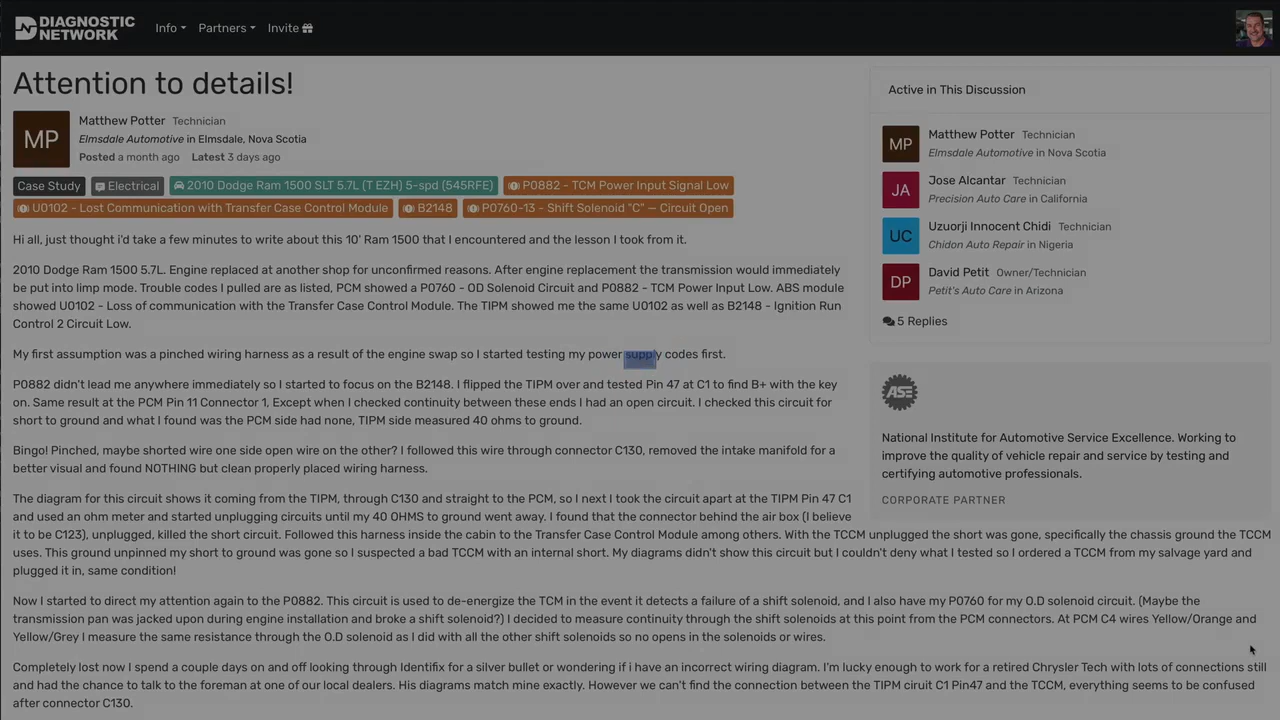 DIAGNOSTIC
NETWORK
Info Partners Invite
Attention to details!
MP
Matthew Potter Technician
Elmsdale Automotive in Elmsdale, Nova Scotia
Posted a month ago Latest 3 days ago
Case Study Electrical 2010 Dodge Ram 1500 SLT 5.7L (T EZH) 5-spd (545RFE) P0882 - TCM Power Input Signal Low
U0102 - Lost Communication with Transfer Case Control Module B2148 P0760-13 - Shift Solenoid "C" — Circuit Open
Hi all, just thought i'd take a few minutes to write about this 10' Ram 1500 that I encountered and the lesson I took from it.
2010 Dodge Ram 1500 5.7L. Engine replaced at another shop for unconfirmed reasons. After engine replacement the transmission would immediately
be put into limp mode. Trouble codes I pulled are as listed, PCM showed a P0760 - OD Solenoid Circuit and P0882 - TCM Power Input Low. ABS module
showed U0102 - Loss of communication with the Transfer Case Control Module. The TIPM showed me the same U0102 as well as B2148 - Ignition Run
Control 2 Circuit Low.
My first assumption was a pinched wiring harness as a result of the engine swap so I started testing my power supply codes first.
P0882 didn't lead me anywhere immediately so I started to focus on the B2148. I flipped the TIPM over and tested Pin 47 at C1 to find B+ with the key
on. Same result at the PCM Pin 11 Connector 1, Except when I checked continuity between these ends I had an open circuit. I checked this circuit for
short to ground and what I found was the PCM side had none, TIPM side measured 40 ohms to ground.
Bingo! Pinched, maybe shorted wire one side open wire on the other? I followed this wire through connector C130, removed the intake manifold for a
better visual and found NOTHING but clean properly placed wiring harness.
The diagram for this circuit shows it coming from the TIPM, through C130 and straight to the PCM, so I next I took the circuit apart at the TIPM Pin 47 C1
and used an ohm meter and started unplugging circuits until my 40 OHMS to ground went away. I found that the connector behind the air box (I believe
it to be C123), unplugged, killed the short circuit. Followed this harness inside the cabin to the Transfer Case Control Module among others. With the TCCM unplugged the short was gone, specifically the chassis ground the TCCM
uses. This ground unpinned my short to ground was gone so I suspected a bad TCCM with an internal short. My diagrams didn't show this circuit but I couldn't deny what I tested so I ordered a TCCM from my salvage yard and
plugged it in, same condition!
Now I started to direct my attention again to the P0882. This circuit is used to de-energize the TCM in the event it detects a failure of a shift solenoid, and I also have my P0760 for my O.D solenoid circuit. (Maybe the
transmission pan was jacked upon during engine installation and broke a shift solenoid?) I decided to measure continuity through the shift solenoids at this point from the PCM connectors. At PCM C4 wires Yellow/Orange and
Yellow/Grey I measure the same resistance through the O.D solenoid as I did with all the other shift solenoids so no opens in the solenoids or wires.
Completely lost now I spend a couple days on and off looking through Identifix for a silver bullet or wondering if i have an incorrect wiring diagram. I'm lucky enough to work for a retired Chrysler Tech with lots of connections still
and had the chance to talk to the foreman at one of our local dealers. His diagrams match mine exactly. However we can't find the connection between the TIPM ciruit C1 Pin47 and the TCCM, everything seems to be confused
after connector C130.
Active in This Discussion
MP
Matthew Potter Technician
Elmsdale Automotive in Nova Scotia
JA
Jose Alcantar Technician
Precision Auto Care in California
UC
Uzuorji Innocent Chidi Technician
Chidon Auto Repair in Nigeria
DP
David Petit Owner/Technician
Petit's Auto Care in Arizona
5 Replies
ASE
National Institute for Automotive Service Excellence. Working to
improve the quality of vehicle repair and service by testing and
certifying automotive professionals.
CORPORATE PARTNER